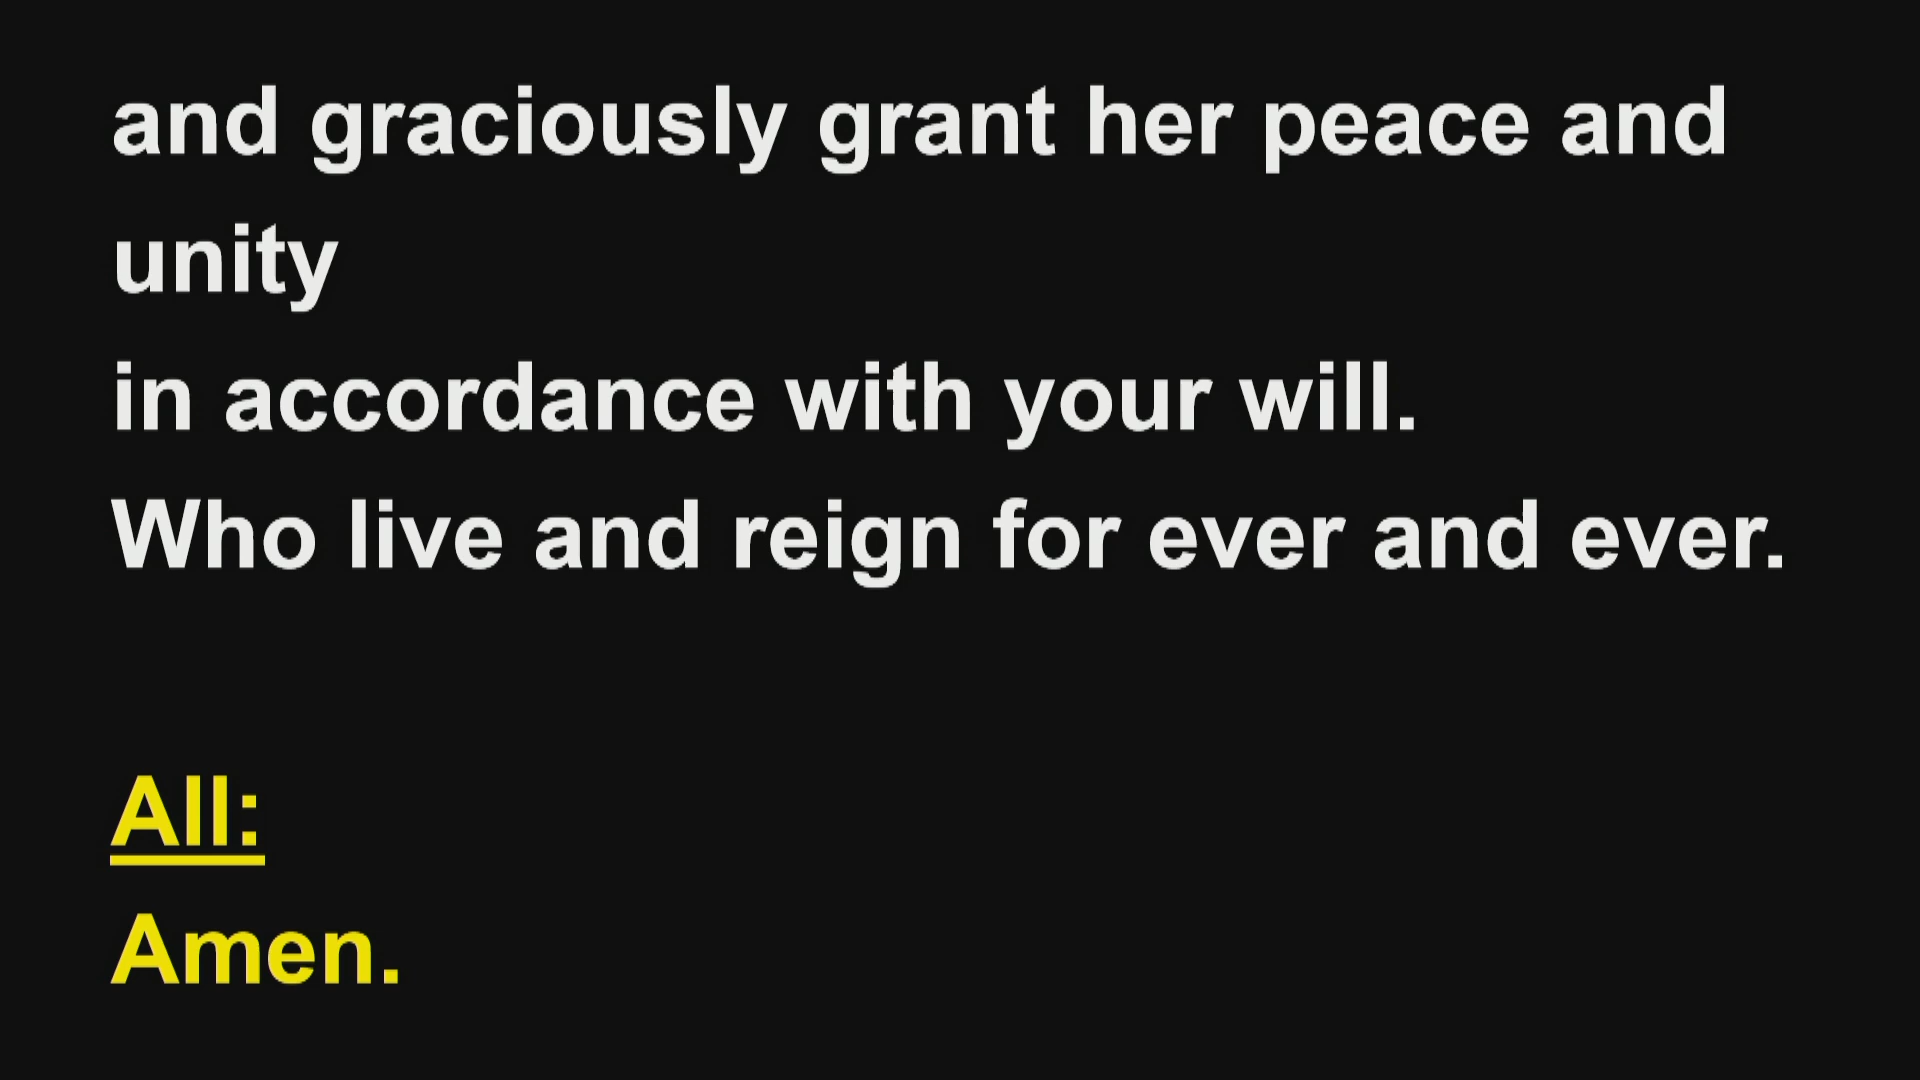 and graciously grant her peace and
unity
in accordance with your will.
Who live and reign for ever and ever.
All:
Amen.